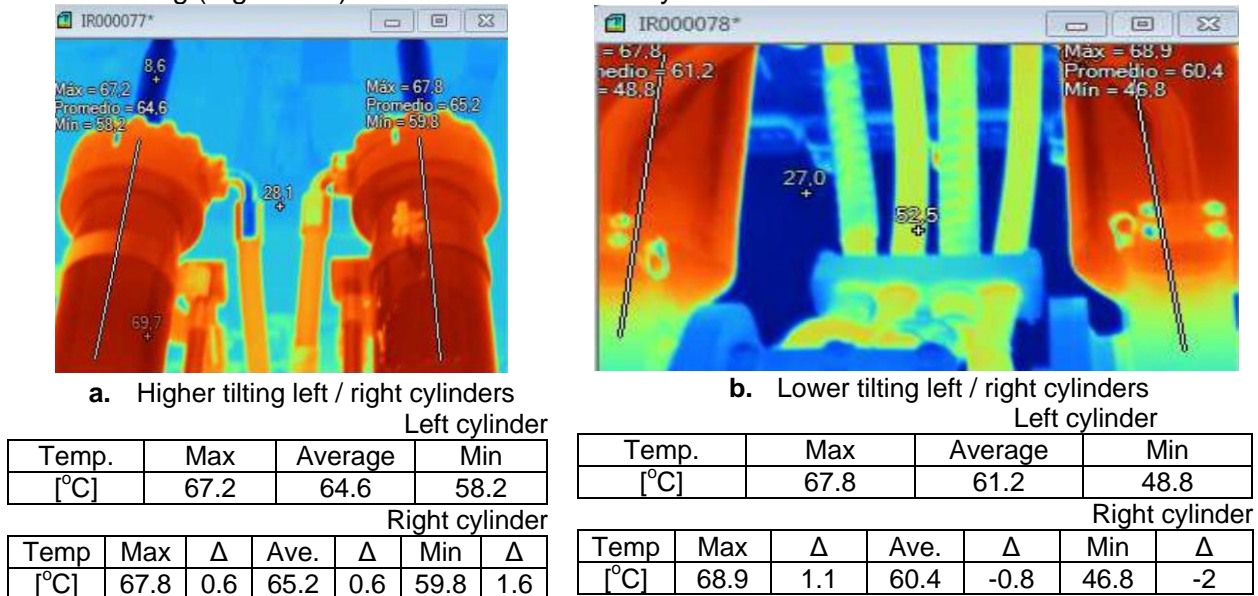 IR000077*
8,6
Máx = 67,2
Promedio = 64,6
Mín = 58,2
Máx = 67,8
Promedio = 65,2
Mín = 59,8
28,1
69,7
a. Higher tilting left / right cylinders
Left cylinder
Temp. Max Average Min
[°C] 67.2 64.6 58.2
Right cylinder
Temp Max Δ Ave. Δ Min Δ
[°C] 67.8 0.6 65.2 0.6 59.8 1.6
IR000078*
= 67,8
nedio = 61,2
= 48,8
Máx = 68,9
Promedio = 60,4
Mín = 46,8
27,0
52,5
b. Lower tilting left / right cylinders
Left cylinder
Temp. Max Average Min
[°C] 67.8 61.2 48.8
Right cylinder
Temp Max Δ Ave. Δ Min Δ
[°C] 68.9 1.1 60.4 -0.8 46.8 -2